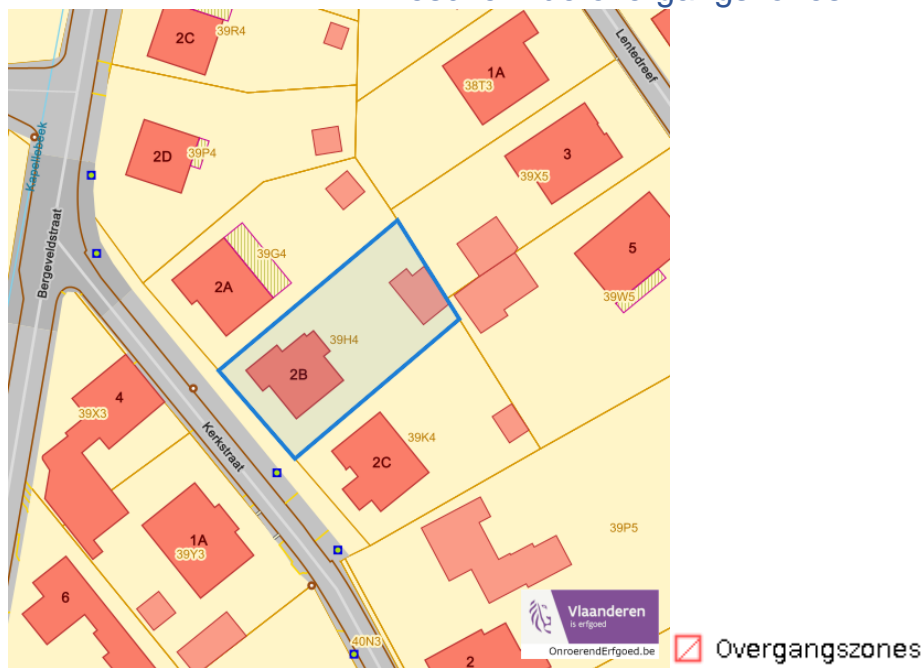 2C
39R4
Lentedreef
1A
38T3
Kapellebeek
2D
39P4
3
39X5
Bergeveldstraat
39G4
2A
5
39W5
39H4
2B
4
39X3
Kerkstraat
39K4
2C
39P5
1A
39Y3
6
40N3
2
Vlaanderen
is erfgoed
OnroerendErfgoed.be
Overgangszones